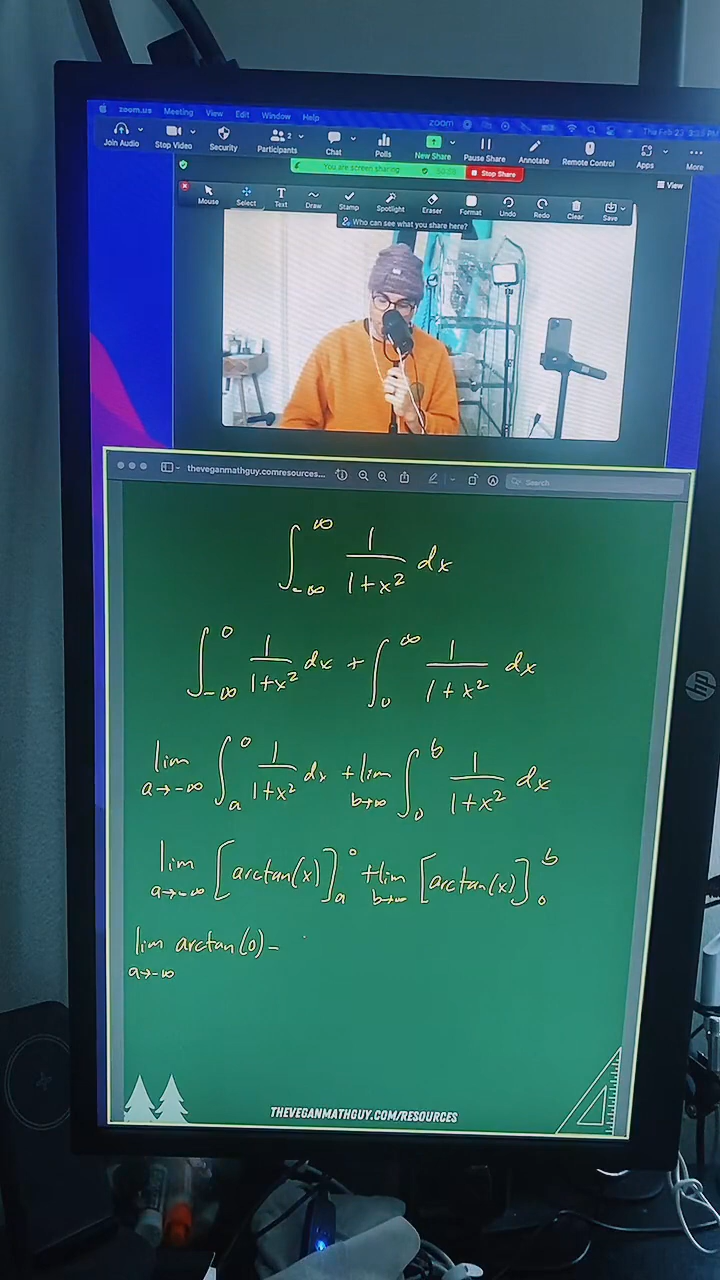 zoom.us Meeting View Edit Window Help zoom
Join Audio Stop Video Security Participants 2 Chat Polls New Share Pause Share Annotate Remote Control Apps More
You are screen sharing Stop Share
View
Mouse Select Text Draw Stamp Spotlight Eraser Format Undo Redo Clear Save
Who can see what you share here?
theveganmathguy.comresources... Search
∫_{-∞}^{∞} 1/(1+x²) dx
∫_{-∞}^{0} 1/(1+x²) dx + ∫_{0}^{∞} 1/(1+x²) dx
lim_{a→-∞} ∫_{a}^{0} 1/(1+x²) dx + lim_{b→∞} ∫_{0}^{b} 1/(1+x²) dx
lim_{a→-∞} [arctan(x)]_{a}^{0} + lim_{b→∞} [arctan(x)]_{0}^{b}
lim_{a→-∞} arctan(0) -
THEVEGANMATHGUY.COM/RESOURCES
hp